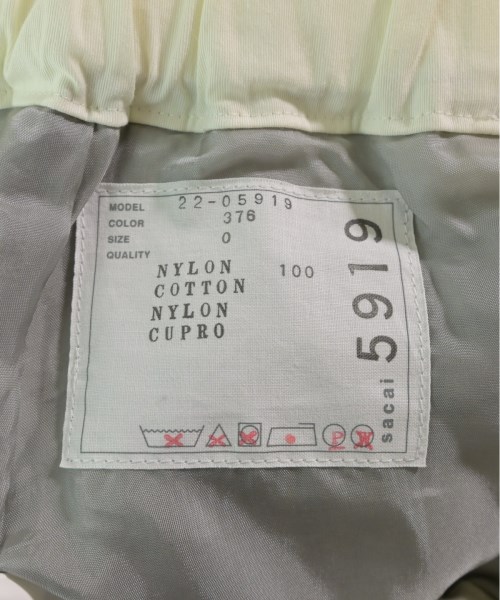 MODEL 22-05919
COLOR 376
SIZE 0
QUALITY
NYLON 100
COTTON
NYLON
CUPRO
sacai 5919
P W